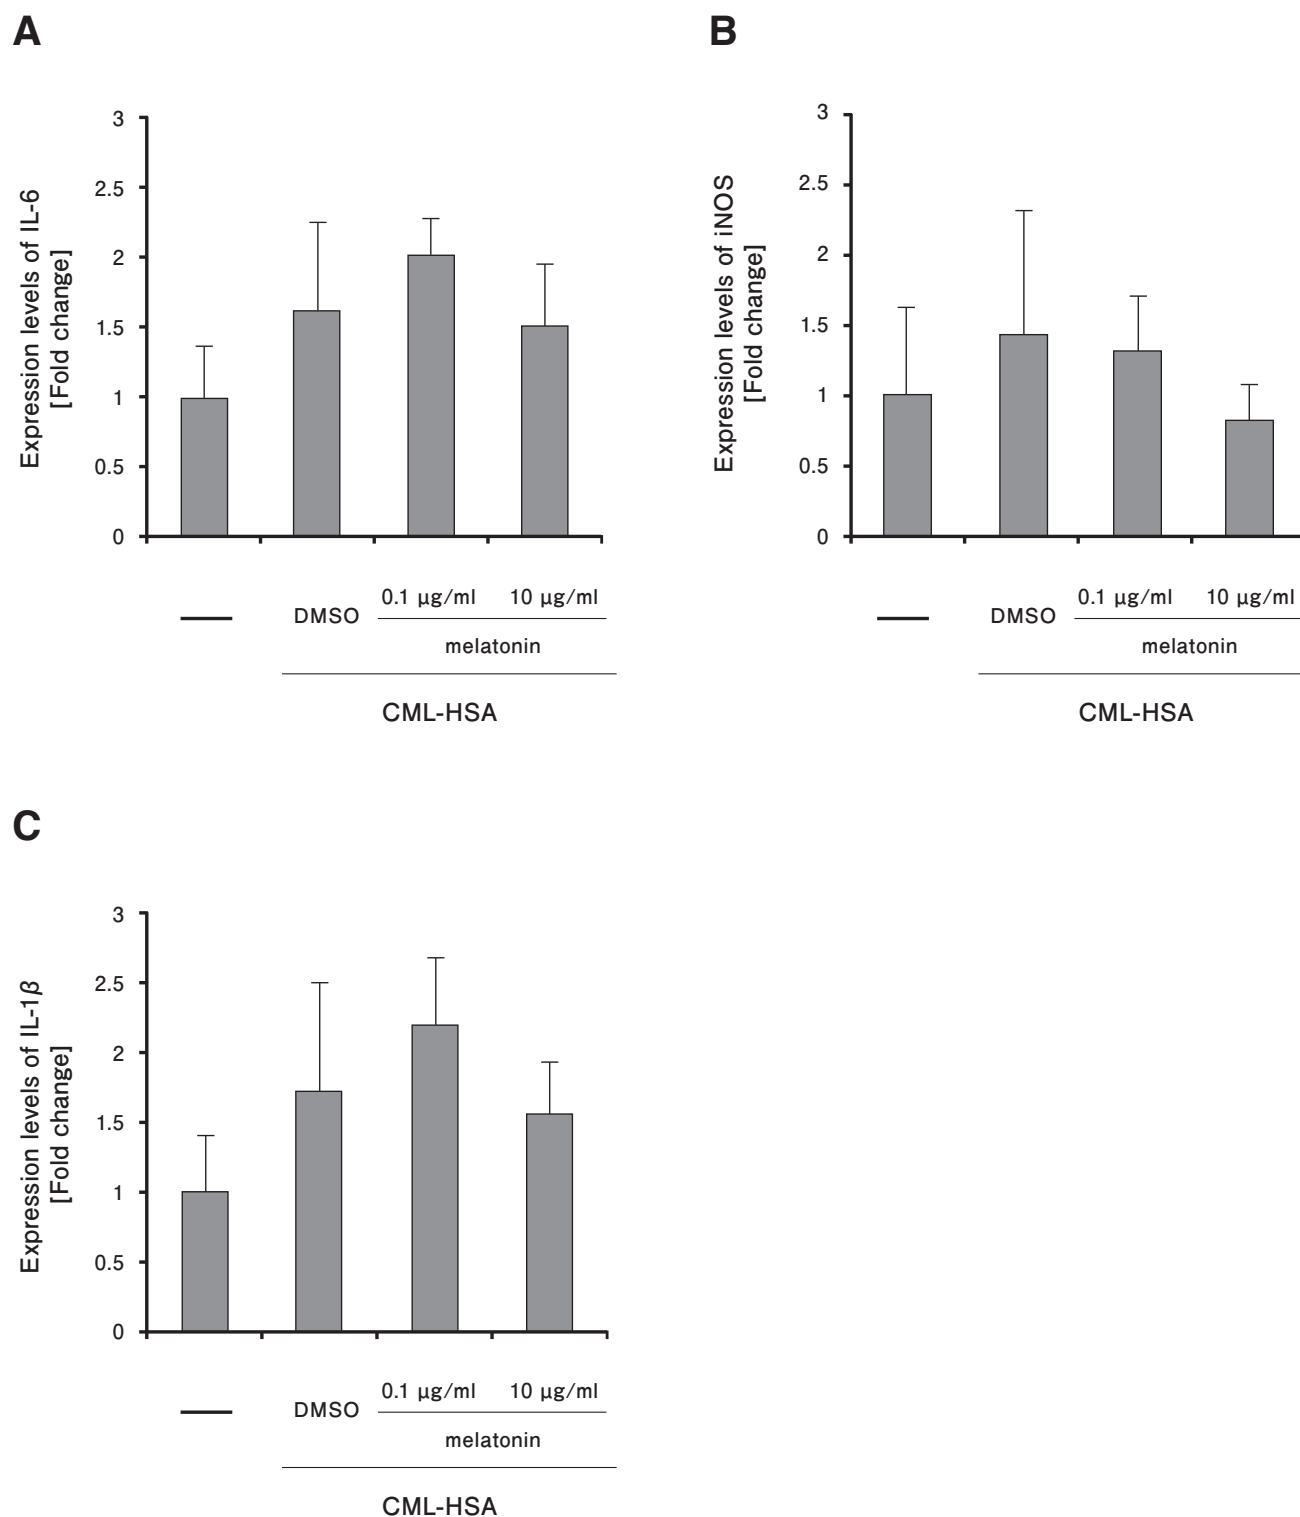 A
Expression levels of IL-6
[Fold change]
3
2.5
2
1.5
1
0.5
0
DMSO
0.1 µg/ml 10 µg/ml
melatonin
CML-HSA
B
Expression levels of iNOS
[Fold change]
3
2.5
2
1.5
1
0.5
0
DMSO
0.1 µg/ml 10 µg/ml
melatonin
CML-HSA
C
Expression levels of IL-1β
[Fold change]
3
2.5
2
1.5
1
0.5
0
DMSO
0.1 µg/ml 10 µg/ml
melatonin
CML-HSA